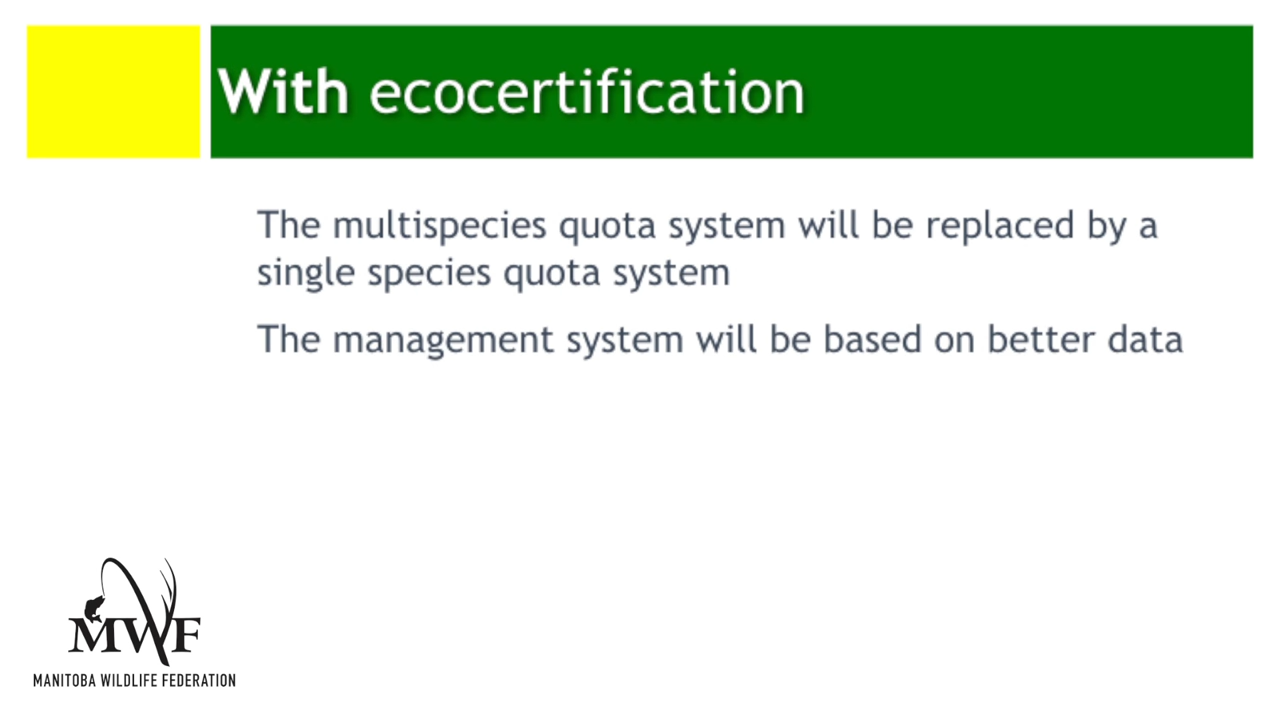 With ecocertification
The multispecies quota system will be replaced by a
single species quota system
The management system will be based on better data
MWF
MANITOBA WILDLIFE FEDERATION